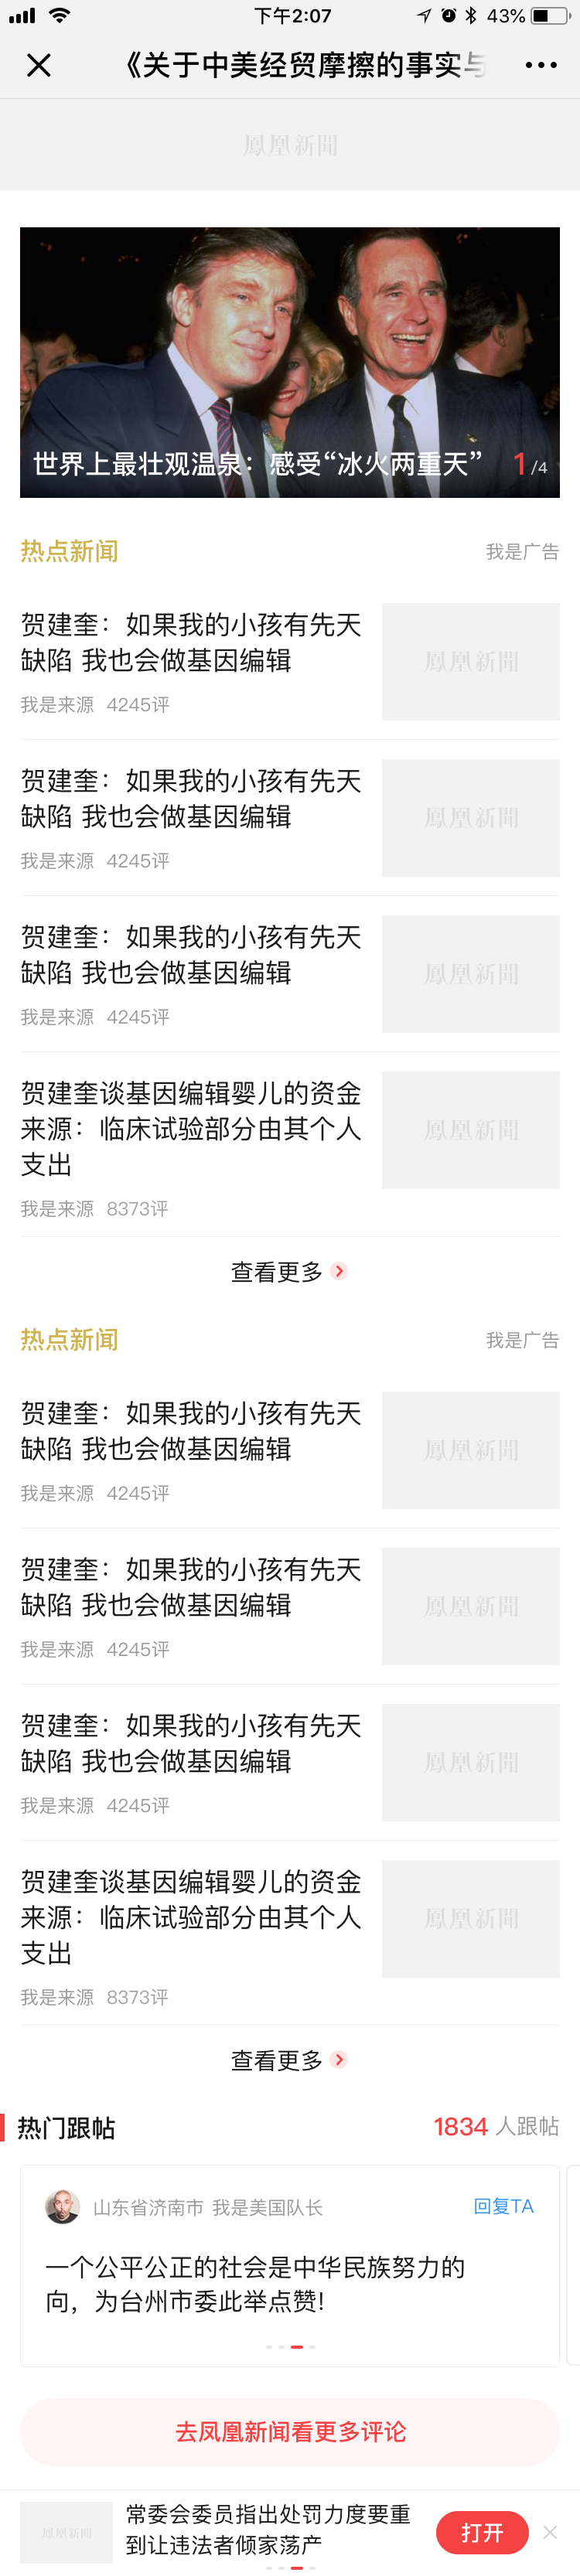 下午2:07
43%
《关于中美经贸摩擦的事实与
鳳凰新聞
世界上最壮观温泉：感受“冰火两重天”
1/4
热点新闻
我是广告
贺建奎：如果我的小孩有先天
缺陷 我也会做基因编辑
我是来源 4245评
鳳凰新聞
贺建奎：如果我的小孩有先天
缺陷 我也会做基因编辑
我是来源 4245评
鳳凰新聞
贺建奎：如果我的小孩有先天
缺陷 我也会做基因编辑
我是来源 4245评
鳳凰新聞
贺建奎谈基因编辑婴儿的资金
来源：临床试验部分由其个人
支出
我是来源 8373评
鳳凰新聞
查看更多
热点新闻
我是广告
贺建奎：如果我的小孩有先天
缺陷 我也会做基因编辑
我是来源 4245评
鳳凰新聞
贺建奎：如果我的小孩有先天
缺陷 我也会做基因编辑
我是来源 4245评
鳳凰新聞
贺建奎：如果我的小孩有先天
缺陷 我也会做基因编辑
我是来源 4245评
鳳凰新聞
贺建奎谈基因编辑婴儿的资金
来源：临床试验部分由其个人
支出
我是来源 8373评
鳳凰新聞
查看更多
热门跟帖
1834 人跟帖
山东省济南市 我是美国队长
回复TA
一个公平公正的社会是中华民族努力的
向，为台州市委此举点赞!
去凤凰新闻看更多评论
鳳凰新聞
常委会委员指出处罚力度要重
到让违法者倾家荡产
打开